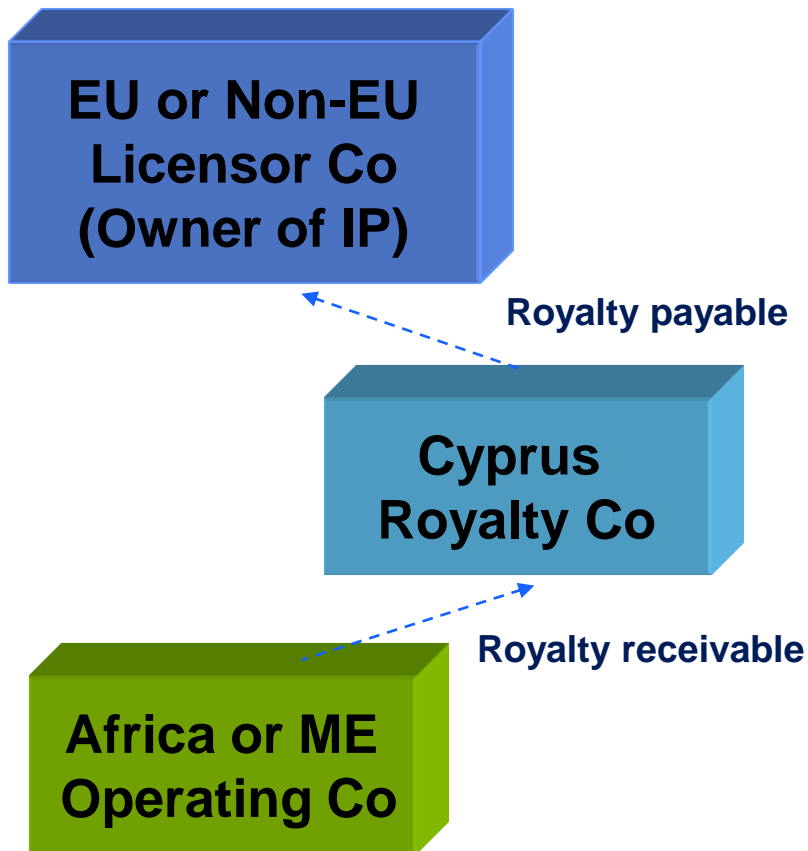 EU or Non-EU
Licensor Co
(Owner of IP)
Royalty payable
Cyprus
Royalty Co
Royalty receivable
Africa or ME
Operating Co